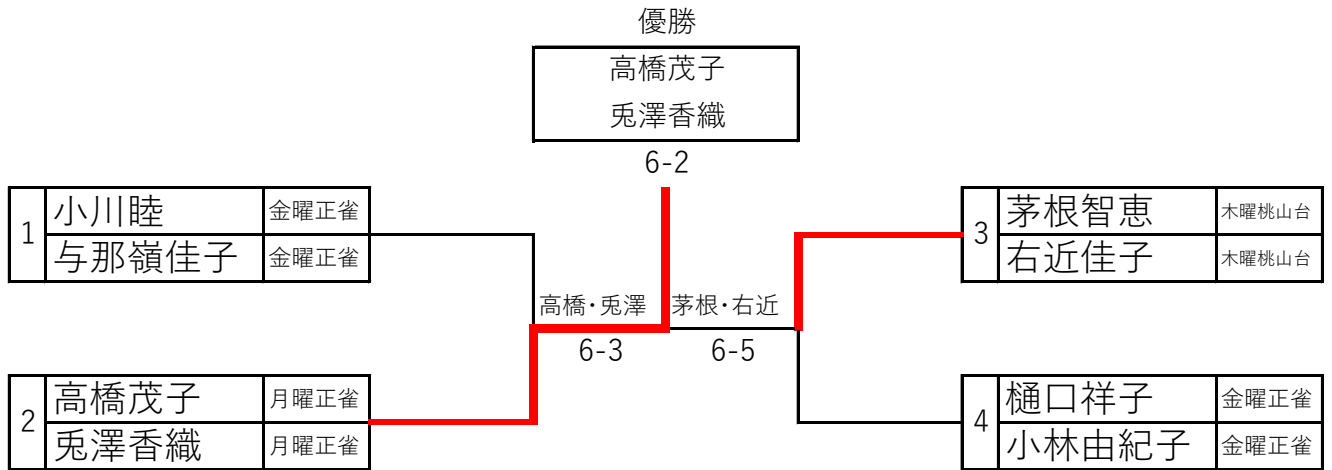 優勝
高橋茂子
兎澤香織
6-2
1 小川睦 金曜正雀
与那嶺佳子 金曜正雀
3 茅根智恵 木曜桃山台
右近佳子 木曜桃山台
高橋・兎澤 茅根・右近
6-3 6-5
2 高橋茂子 月曜正雀
兎澤香織 月曜正雀
4 樋口祥子 金曜正雀
小林由紀子 金曜正雀